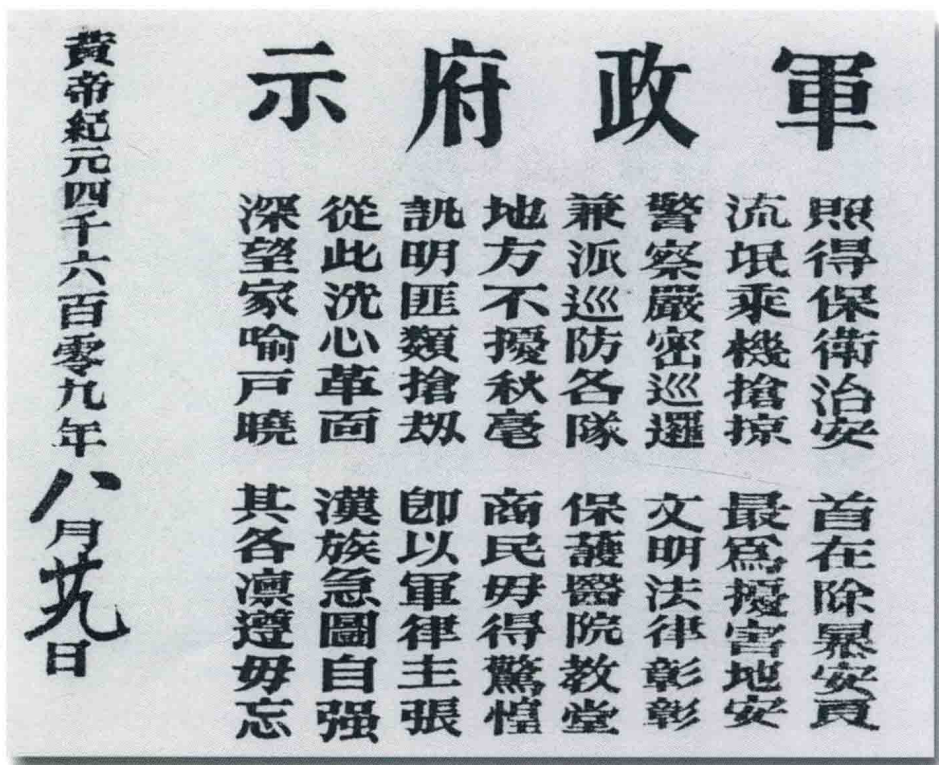 軍政府示
照得保衛治安　首在除暴安良
流氓乘機搶掠　最爲擾害地安
警察嚴密巡邏　文明法律彰彰
兼派巡防各隊　保護醫院教堂
地方不擾秋毫　商民毋得驚惶
訊明匪類搶劫　卽以軍律主張
從此洗心革面　漢族急圖自强
深望家喻戶曉　其各凛遵毋忘
黃帝紀元四千六百零九年八月廿九日